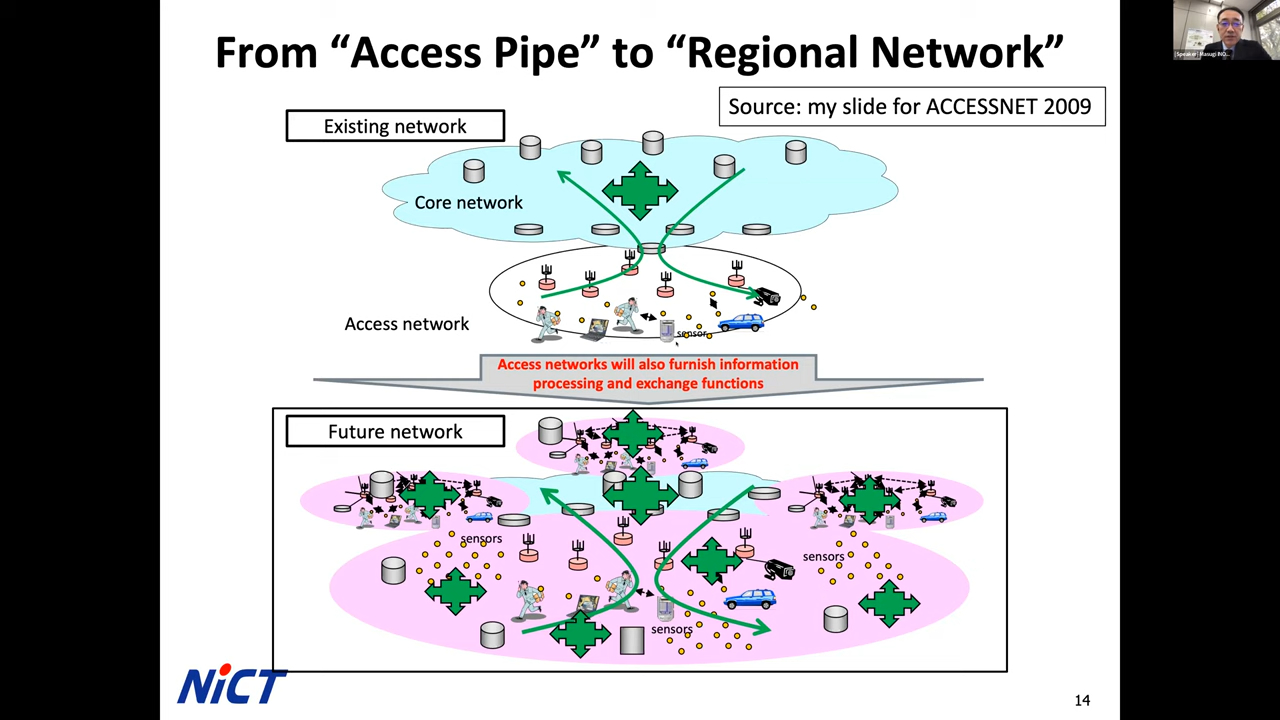 From “Access Pipe” to “Regional Network”
Source: my slide for ACCESSNET 2009
Existing network
Core network
Access network
sensor
Access networks will also furnish information
processing and exchange functions
Future network
sensors
sensors
sensors
NICT
14